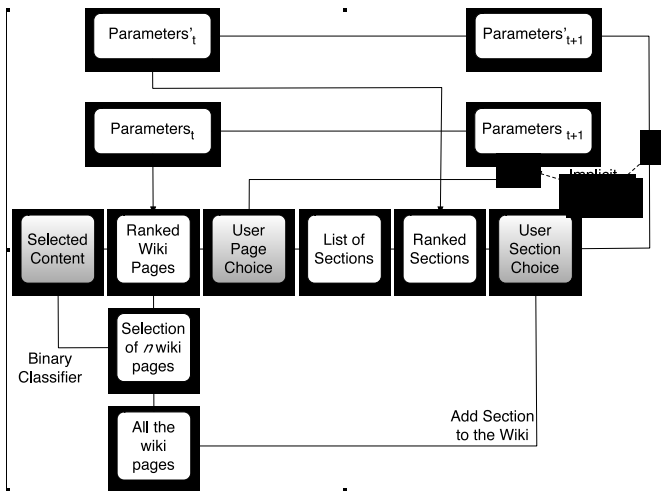 Parameters't
Parameters't+1
Parameterst
Parameters t+1
Implicit
Selected
Content
Ranked
Wiki
Pages
User
Page
Choice
List of
Sections
Ranked
Sections
User
Section
Choice
Selection
of n wiki
pages
Binary
Classifier
All the
wiki
pages
Add Section
to the Wiki